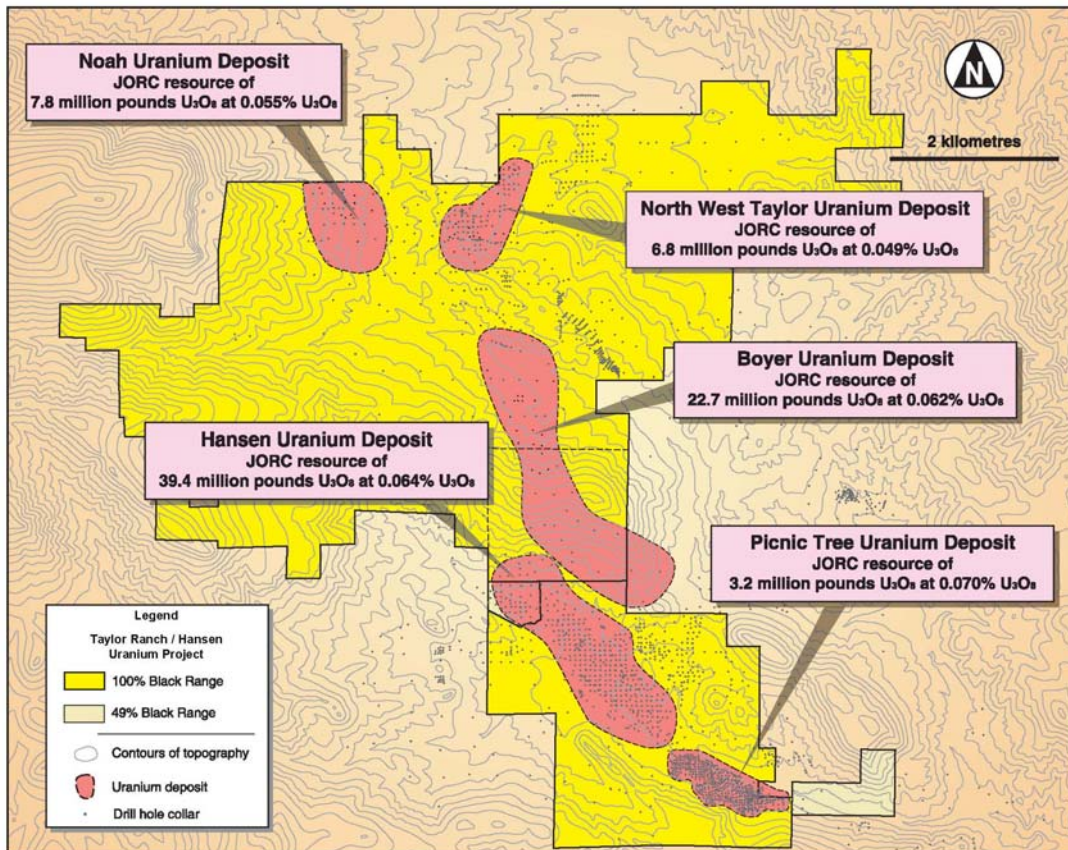 Noah Uranium Deposit
JORC resource of
7.8 million pounds U₃O₈ at 0.055% U₃O₈
N
2 kilometres
North West Taylor Uranium Deposit
JORC resource of
6.8 million pounds U₃O₈ at 0.049% U₃O₈
Boyer Uranium Deposit
JORC resource of
22.7 million pounds U₃O₈ at 0.062% U₃O₈
Hansen Uranium Deposit
JORC resource of
39.4 million pounds U₃O₈ at 0.064% U₃O₈
Picnic Tree Uranium Deposit
JORC resource of
3.2 million pounds U₃O₈ at 0.070% U₃O₈
Legend
Taylor Ranch / Hansen
Uranium Project
100% Black Range
49% Black Range
Contours of topography
Uranium deposit
Drill hole collar